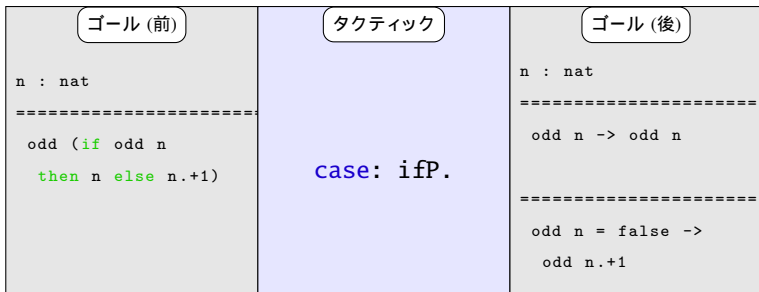 ゴール (前)
n : nat
=======================
odd (if odd n
then n else n.+1)
タクティック
case: ifP.
ゴール (後)
n : nat
======================
odd n -> odd n
======================
odd n = false ->
odd n.+1